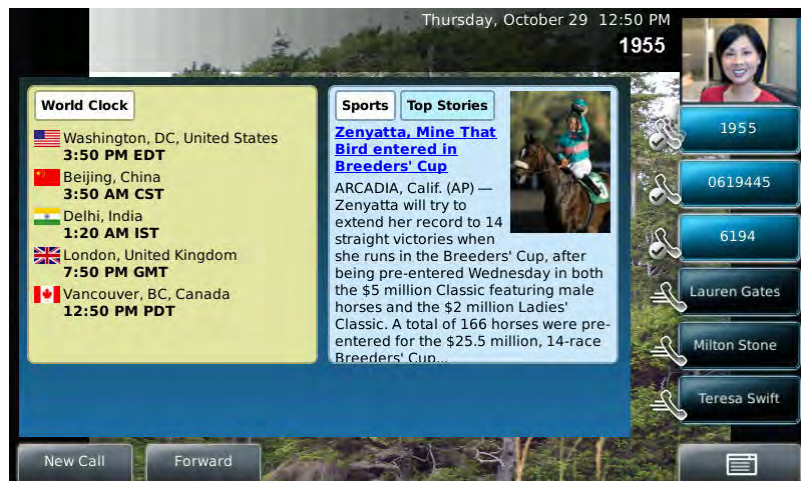 Thursday, October 29  12:50 PM
1955
World Clock
Washington, DC, United States
3:50 PM EDT
Beijing, China
3:50 AM CST
Delhi, India
1:20 AM IST
London, United Kingdom
7:50 PM GMT
Vancouver, BC, Canada
12:50 PM PDT
Sports
Top Stories
Zenyatta, Mine That
Bird entered in
Breeders' Cup
ARCADIA, Calif. (AP) —
Zenyatta will try to
extend her record to 14
straight victories when
she runs in the Breeders' Cup, after
being pre-entered Wednesday in both
the $5 million Classic featuring male
horses and the $2 million Ladies'
Classic. A total of 166 horses were pre-
entered for the $25.5 million, 14-race
Breeders' Cup...
1955
0619445
6194
Lauren Gates
Milton Stone
Teresa Swift
New Call
Forward